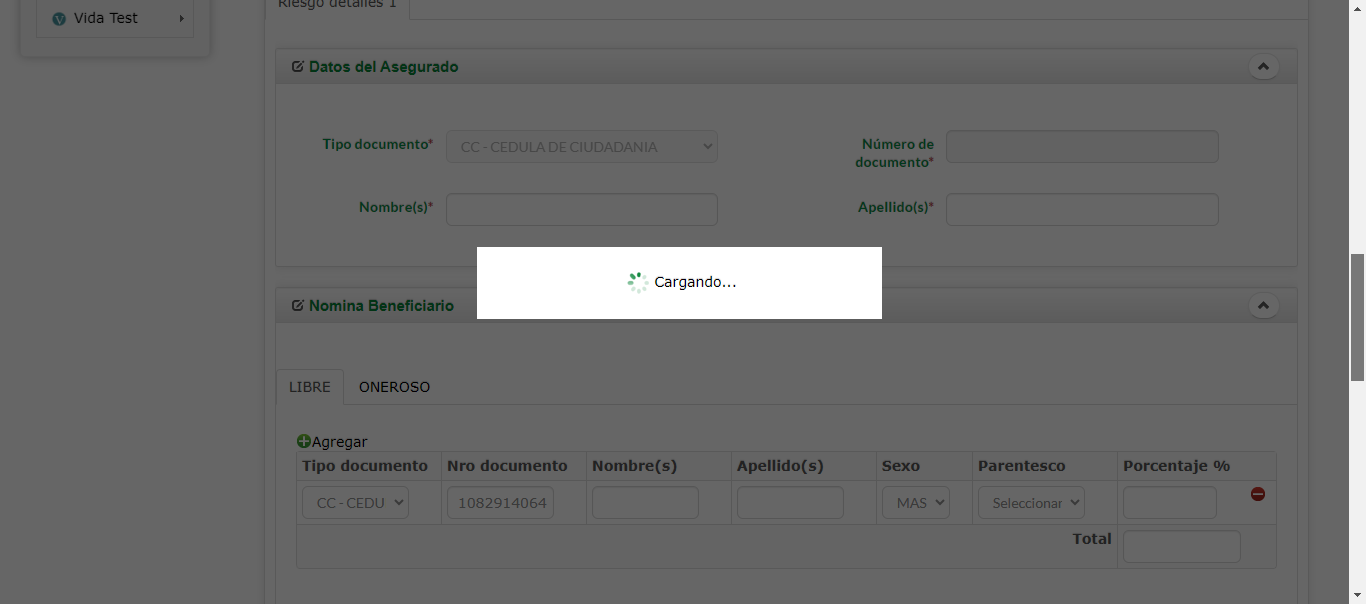 Vida Test
Riesgo detalles 1
Datos del Asegurado
Tipo documento*
CC - CEDULA DE CIUDADANIA
Número de
documento*
Nombre(s)*
Apellido(s)*
Cargando...
Nomina Beneficiario
LIBRE
ONEROSO
Agregar
Tipo documento Nro documento Nombre(s) Apellido(s) Sexo Parentesco Porcentaje %
CC - CEDU 1082914064 MAS Seleccionar
Total